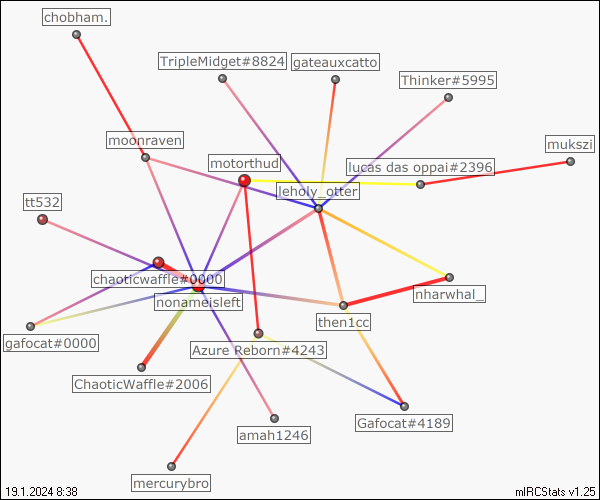 chobham.
TripleMidget#8824
gateauxcatto
Thinker#5995
moonraven
motorthud
lucas das oppai#2396
mukszi
leholy_otter
tt532
chaoticwaffle#0000
nonameisleft
nharwhal_
then1cc
gafocat#0000
Azure Reborn#4243
ChaoticWaffle#2006
Gafocat#4189
amah1246
mercurybro
19.1.2024 8:38
mIRCStats v1.25